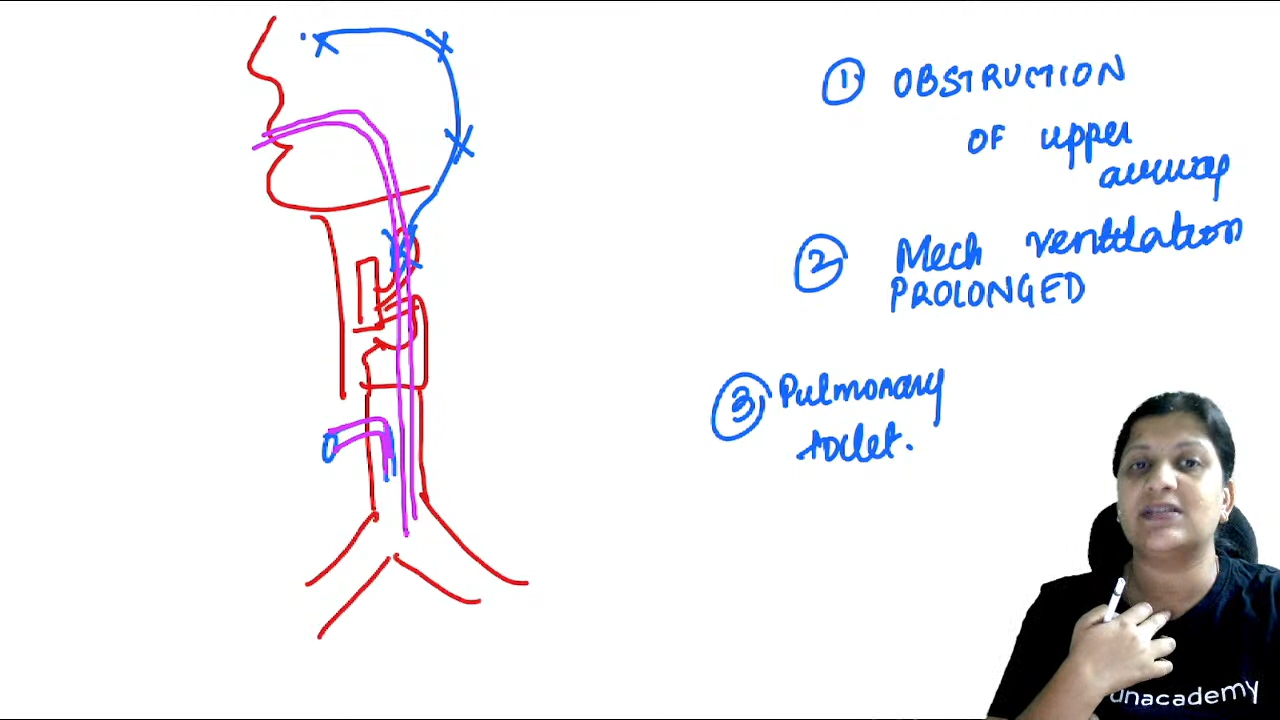 ① OBSTRUCTION
OF upper
airway
② Mech ventilation
PROLONGED
③ Pulmonary
toilet.
unacademy